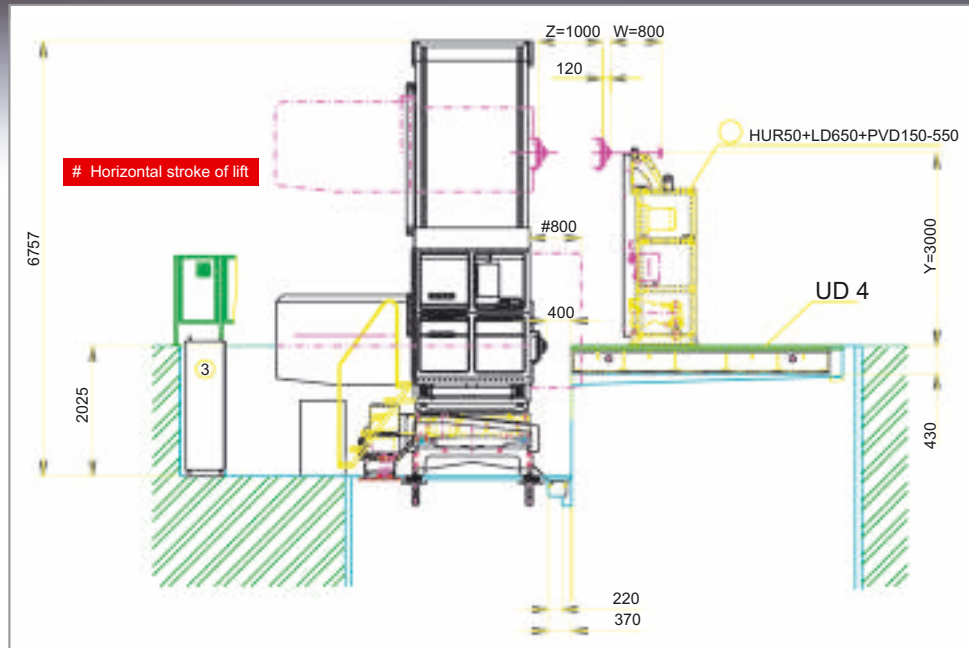 Z=1000 W=800
120
HUR50+LD650+PVD150-550
# Horizontal stroke of lift
#800
6757
Y=3000
UD 4
400
3
2025
430
220
370